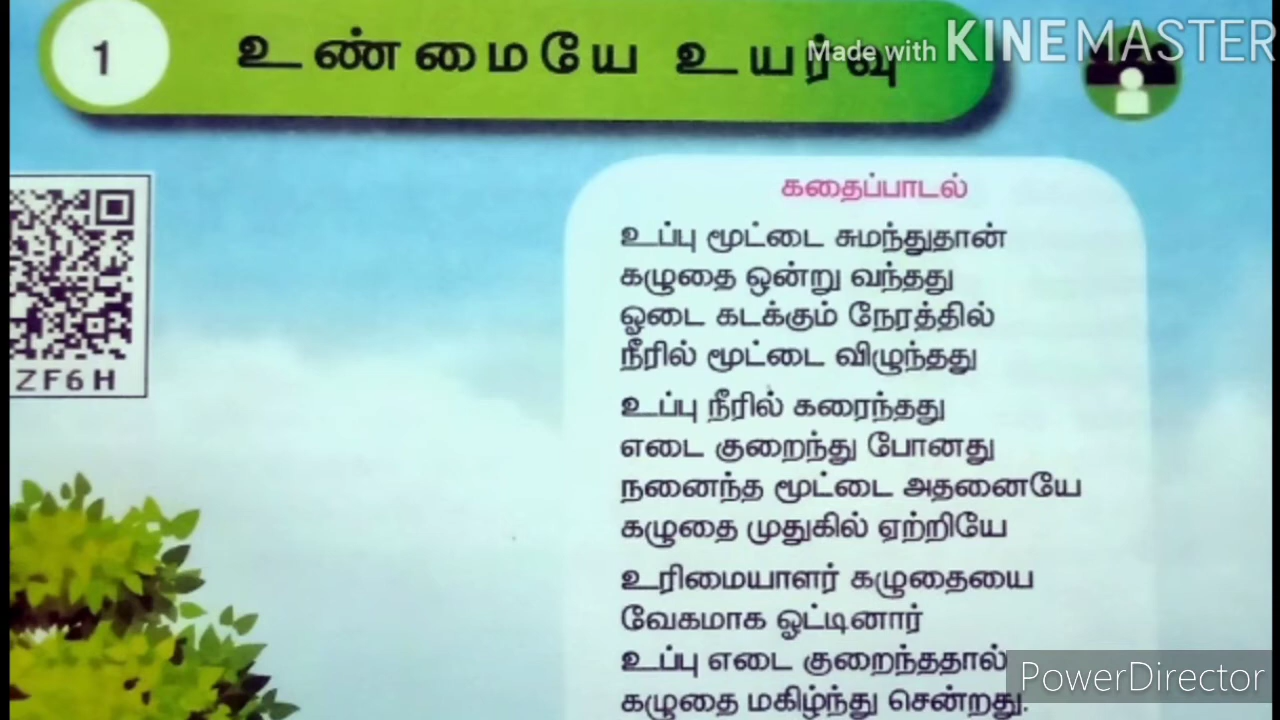 1
உண்மையே உயர்வு
Made with KINEMASTER
கதைப்பாடல்
உப்பு மூட்டை சுமந்துதான்
கழுதை ஒன்று வந்தது
ஓடை கடக்கும் நேரத்தில்
நீரில் மூட்டை விழுந்தது
உப்பு நீரில் கரைந்தது
எடை குறைந்து போனது
நனைந்த மூட்டை அதனையே
கழுதை முதுகில் ஏற்றியே
உரிமையாளர் கழுதையை
வேகமாக ஓட்டினார்
உப்பு எடை குறைந்ததால்
கழுதை மகிழ்ந்து சென்றது.
ZF6H
PowerDirector